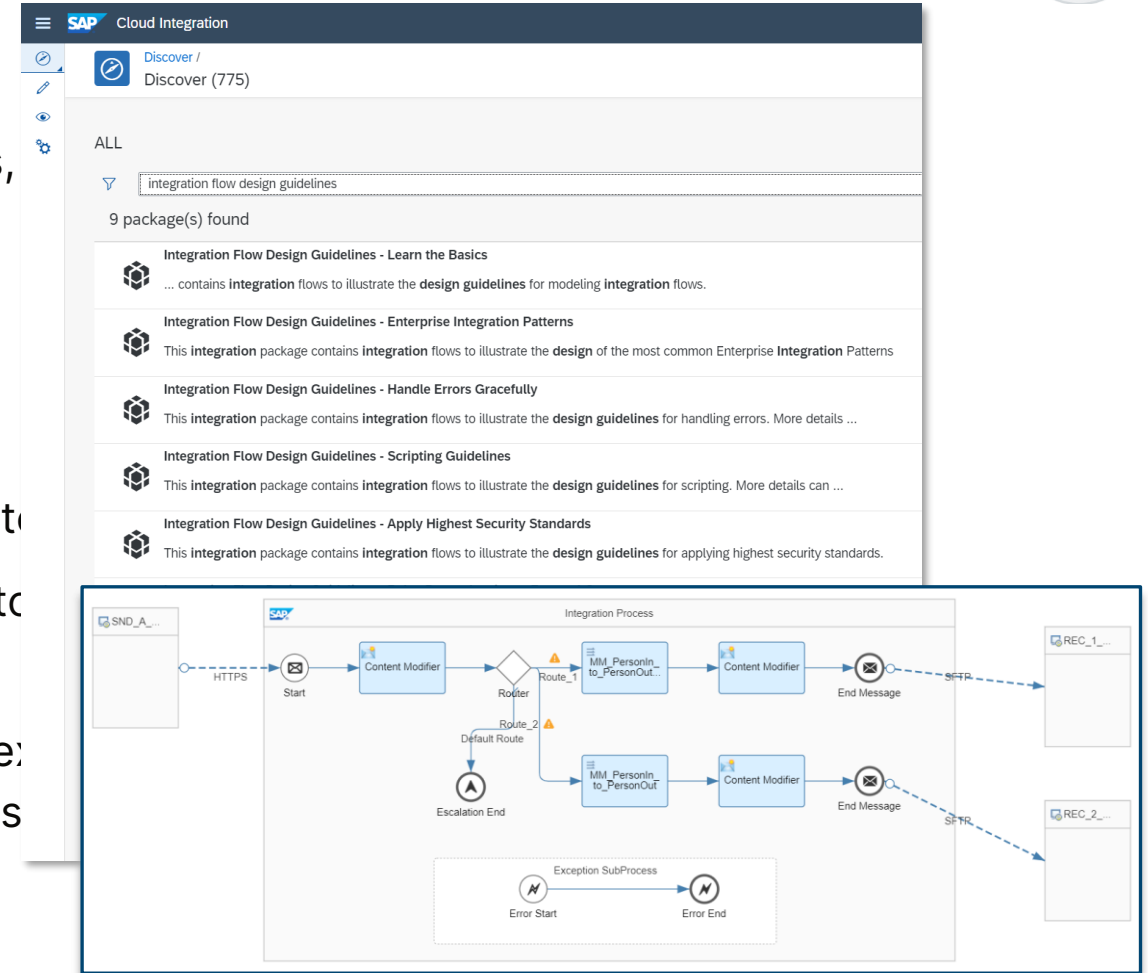 SAP Cloud Integration
Discover /
Discover (775)
ALL
integration flow design guidelines
9 package(s) found
Integration Flow Design Guidelines - Learn the Basics
... contains integration flows to illustrate the design guidelines for modeling integration flows.
Integration Flow Design Guidelines - Enterprise Integration Patterns
This integration package contains integration flows to illustrate the design of the most common Enterprise Integration Patterns
Integration Flow Design Guidelines - Handle Errors Gracefully
This integration package contains integration flows to illustrate the design guidelines for handling errors. More details ...
Integration Flow Design Guidelines - Scripting Guidelines
This integration package contains integration flows to illustrate the design guidelines for scripting. More details can ...
Integration Flow Design Guidelines - Apply Highest Security Standards
This integration package contains integration flows to illustrate the design guidelines for applying highest security standards.
SAP
Integration Process
SND_A_...
HTTPS
Start
Content Modifier
Router
Route_1
MM_PersonIn_
to_PersonOut...
Content Modifier
End Message
SFTP
REC_1_...
Route_2
Default Route
Escalation End
MM_PersonIn_
to_PersonOut
Content Modifier
End Message
SFTP
REC_2_...
Exception SubProcess
Error Start
Error End